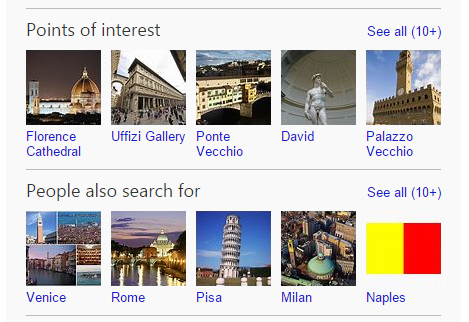 Points of interest
See all (10+)
Florence
Cathedral
Uffizi Gallery
Ponte
Vecchio
David
Palazzo
Vecchio
People also search for
See all (10+)
Venice
Rome
Pisa
Milan
Naples